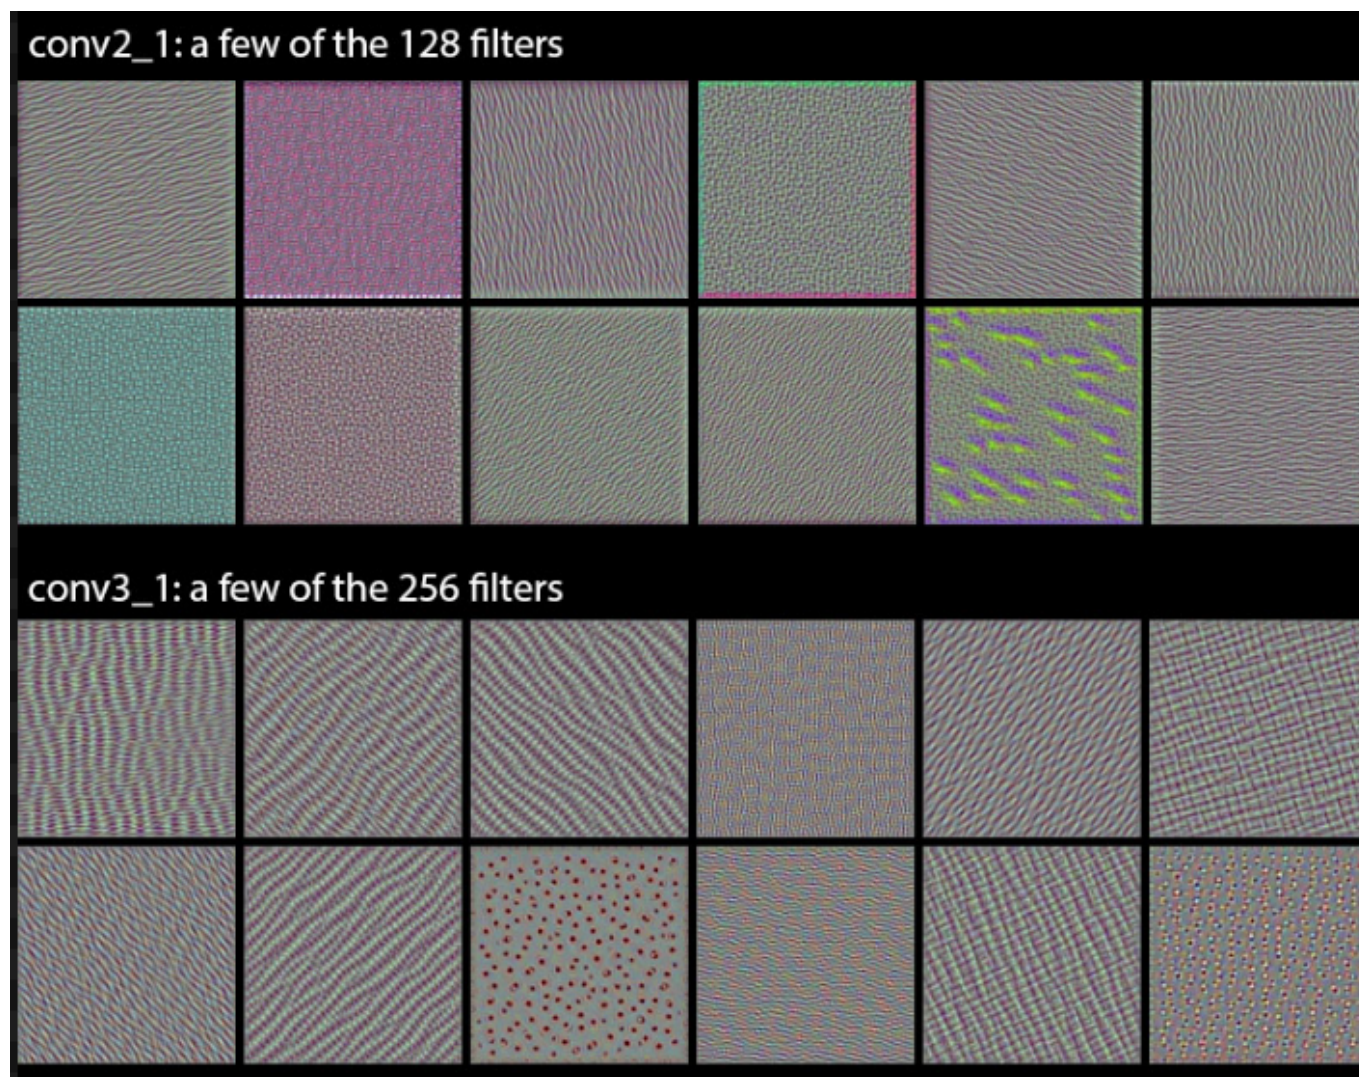 conv2_1: a few of the 128 filters
conv3_1: a few of the 256 filters